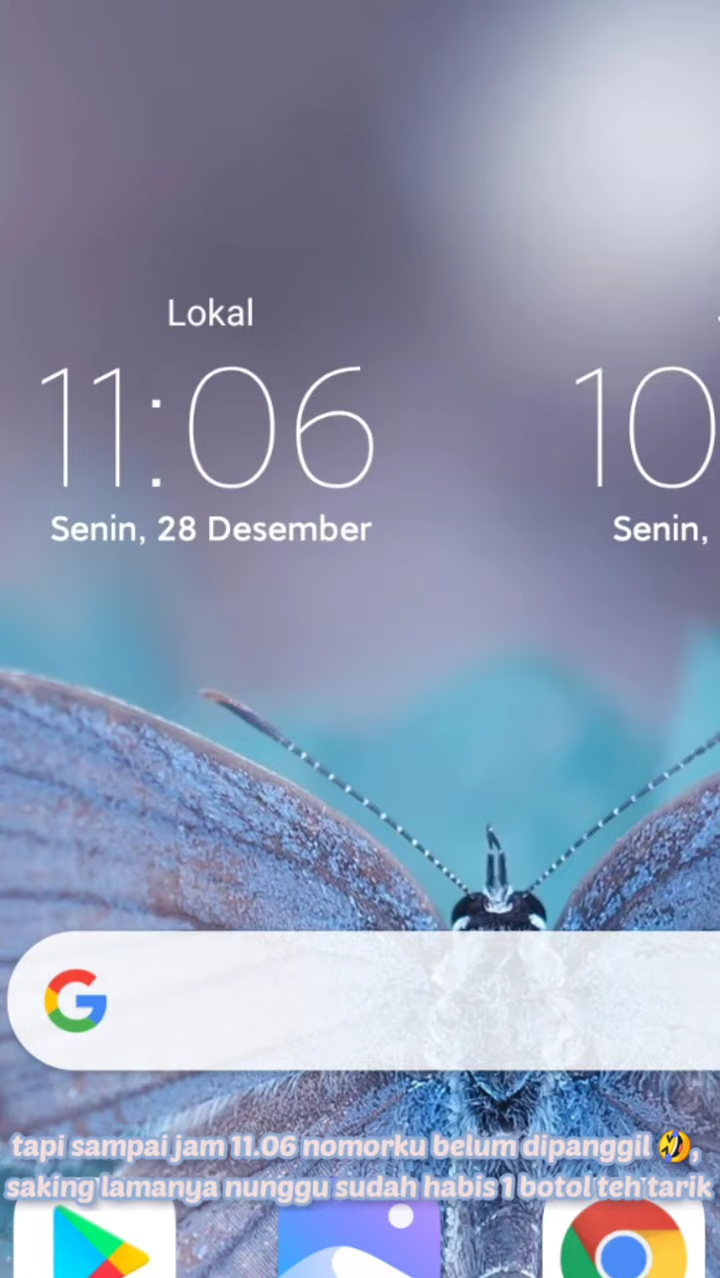 Lokal
11:06
10
Senin, 28 Desember
Senin,
tapi sampai jam 11.06 nomorku belum dipanggil 🤣,
saking lamanya nunggu sudah habis 1 botol teh tarik